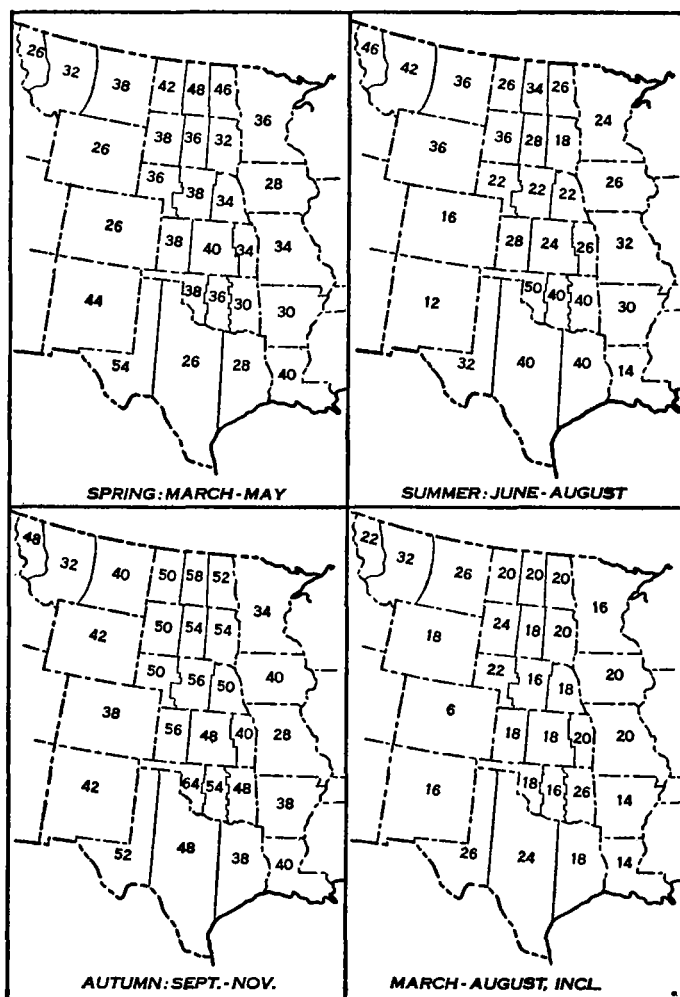 26 32 38 42 48 46 36
26 38 36 32
36 38 34 28
26 38 40 34 34
44 38 36 30 30
54 26 28 40
SPRING: MARCH-MAY
46 42 36 26 34 26 24
36 36 28 18
22 22 22 26
16 28 24 26 32
12 50 40 40 30
32 40 40 14
SUMMER: JUNE-AUGUST
48 32 40 50 58 52 34
42 50 54 54
50 56 50 40
38 56 48 40 28
42 64 54 48 38
52 48 38 40
AUTUMN: SEPT.-NOV.
22 32 26 20 20 20 16
18 24 18 20
22 16 18 20
6 18 18 20 20
16 18 16 26 14
26 24 18 14
MARCH-AUGUST, INCL.